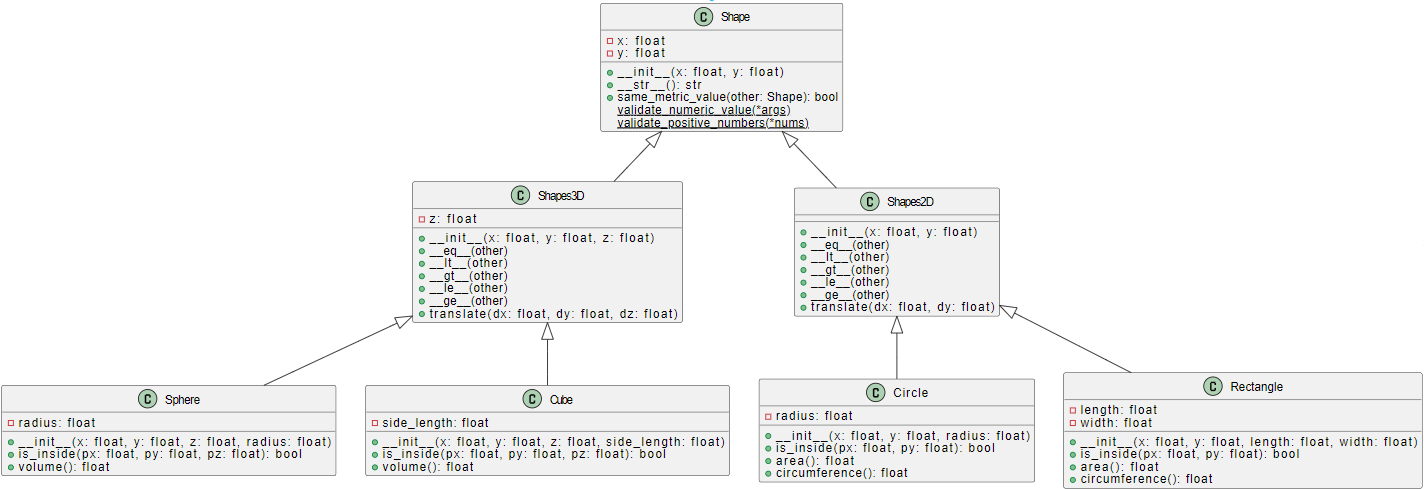 C Shape
x: float
y: float
__init__(x: float, y: float)
__str__(): str
same_metric_value(other: Shape): bool
validate_numeric_value(*args)
validate_positive_numbers(*nums)
C Shapes3D
z: float
__init__(x: float, y: float, z: float)
__eq__(other)
__lt__(other)
__gt__(other)
__le__(other)
__ge__(other)
translate(dx: float, dy: float, dz: float)
C Shapes2D
__init__(x: float, y: float)
__eq__(other)
__lt__(other)
__gt__(other)
__le__(other)
__ge__(other)
translate(dx: float, dy: float)
C Sphere
radius: float
__init__(x: float, y: float, z: float, radius: float)
is_inside(px: float, py: float, pz: float): bool
volume(): float
C Cube
side_length: float
__init__(x: float, y: float, z: float, side_length: float)
is_inside(px: float, py: float, pz: float): bool
volume(): float
C Circle
radius: float
__init__(x: float, y: float, radius: float)
is_inside(px: float, py: float): bool
area(): float
circumference(): float
C Rectangle
length: float
width: float
__init__(x: float, y: float, length: float, width: float)
is_inside(px: float, py: float): bool
area(): float
circumference(): float